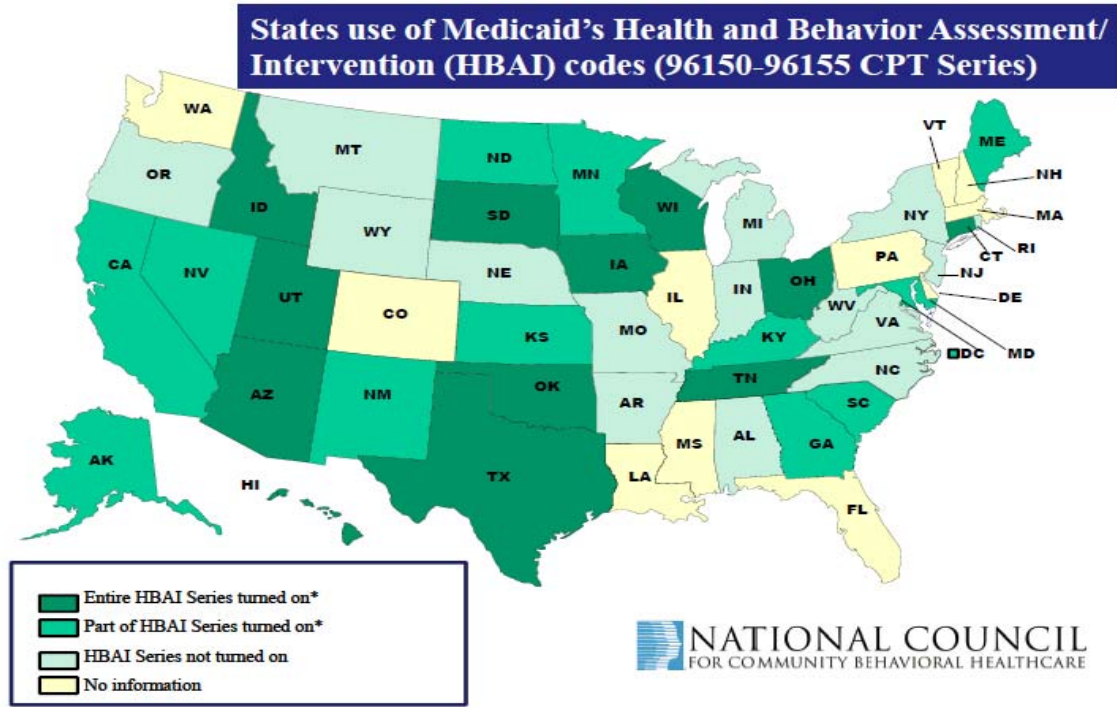 States use of Medicaid's Health and Behavior Assessment/
Intervention (HBAI) codes (96150-96155 CPT Series)
WA
VT
ME
MT
ND
MN
NH
OR
ID
SD
WI
MI
NY
MA
WY
RI
CT
CA
NV
NE
IA
PA
NJ
UT
CO
IL
IN
OH
DE
WV
KS
MO
KY
VA
DC
MD
AZ
NM
OK
TN
NC
AR
SC
MS
AL
GA
AK
HI
TX
LA
FL
Entire HBAI Series turned on*
Part of HBAI Series turned on*
HBAI Series not turned on
No information
NATIONAL COUNCIL
FOR COMMUNITY BEHAVIORAL HEALTHCARE